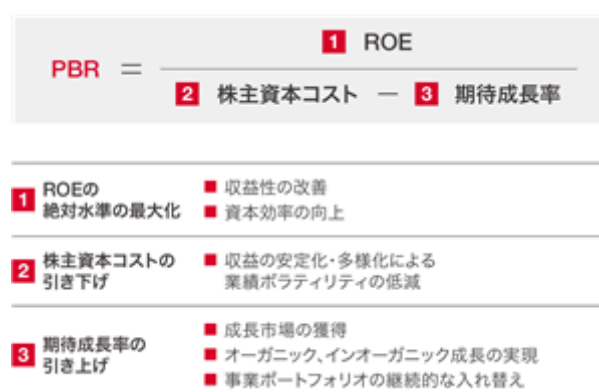 1 ROE
PBR =
2 株主資本コスト － 3 期待成長率
1 ROEの
絶対水準の最大化
■ 収益性の改善
■ 資本効率の向上
2 株主資本コストの
引き下げ
■ 収益の安定化・多様化による
業績ボラティリティの低減
3 期待成長率の
引き上げ
■ 成長市場の獲得
■ オーガニック、インオーガニック成長の実現
■ 事業ポートフォリオの継続的な入れ替え